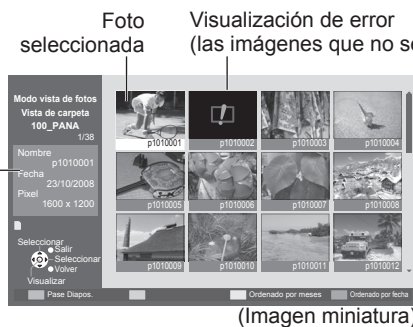 Foto
seleccionada
Visualización de error
(las imágenes que no se
Modo vista de fotos
Vista de carpeta
100_PANA
1/38
Nombre
p1010001
Fecha
23/10/2008
Pixel
1600 x 1200
Seleccionar
Salir
Seleccionar
Volver
Visualizar
p1010001
p1010002
p1010003
p1010004
p1010005
p1010006
p1010007
p1010008
p1010009
p1010010
p1010011
p1010012
Pase Diapos.
Ordenado por meses
Ordenado por fecha
(Imagen miniatura)